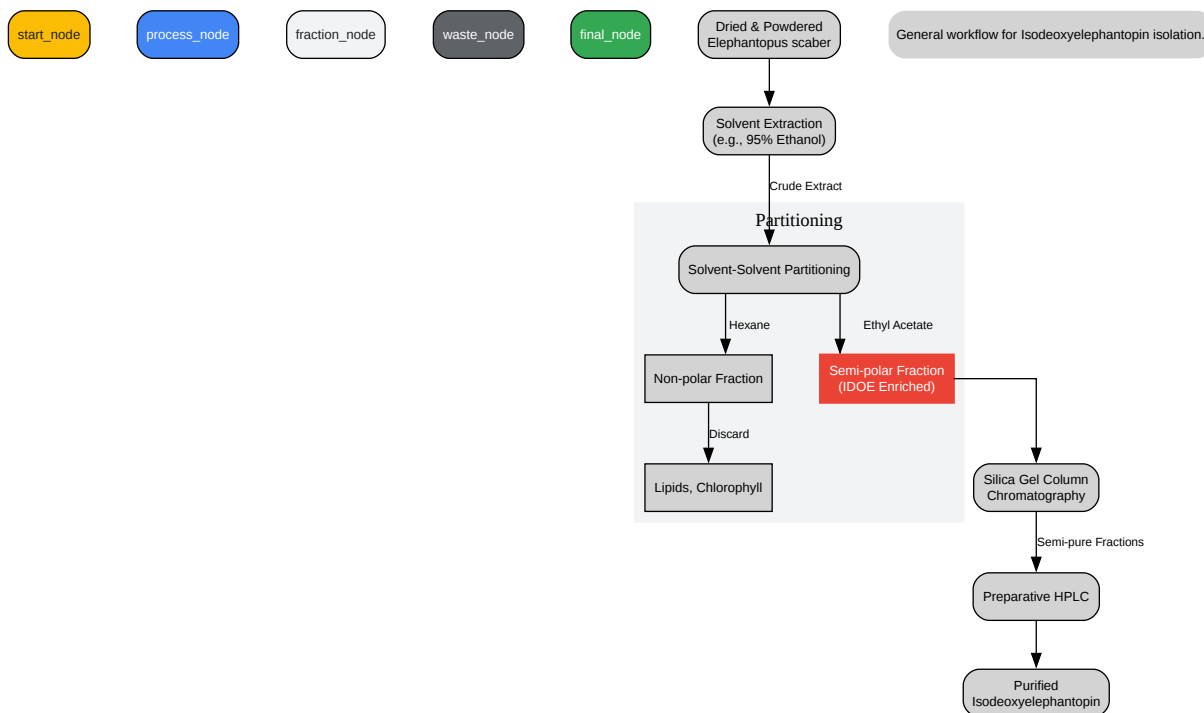 start_node
process_node
fraction_node
waste_node
final_node
Dried & Powdered
Elephantopus scaber
General workflow for Isodeoxyelephantopin isolation.
Solvent Extraction
(e.g., 95% Ethanol)
Crude Extract
Partitioning
Solvent-Solvent Partitioning
Hexane
Ethyl Acetate
Non-polar Fraction
Semi-polar Fraction
(IDOE Enriched)
Discard
Lipids, Chlorophyll
Silica Gel Column
Chromatography
Semi-pure Fractions
Preparative HPLC
Purified
Isodeoxyelephantopin